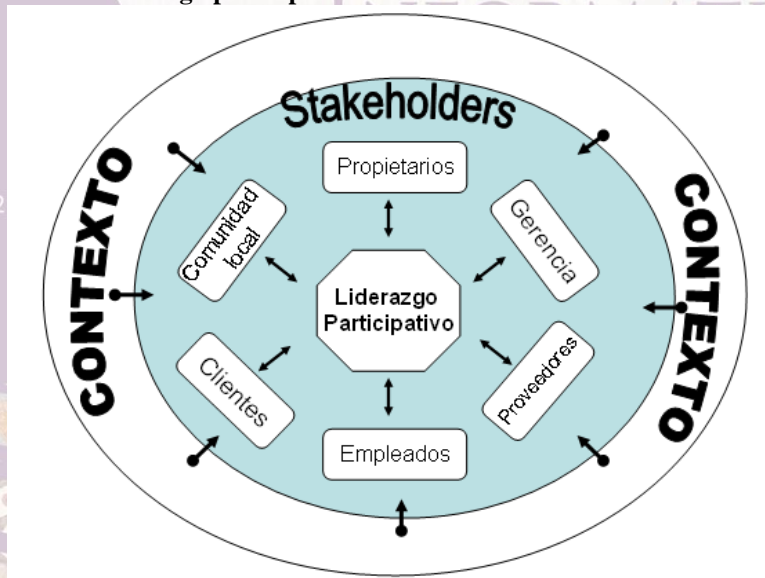 Stakeholders
CONTEXTO
CONTEXTO
Propietarios
Comunidad
local
Gerencia
Liderazgo
Participativo
Clientes
Proveedores
Empleados